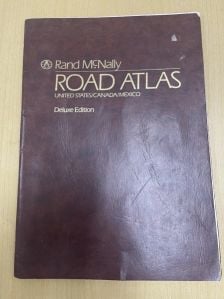 Rand McNally
ROAD ATLAS
UNITED STATES/CANADA/MEXICO
Deluxe Edition